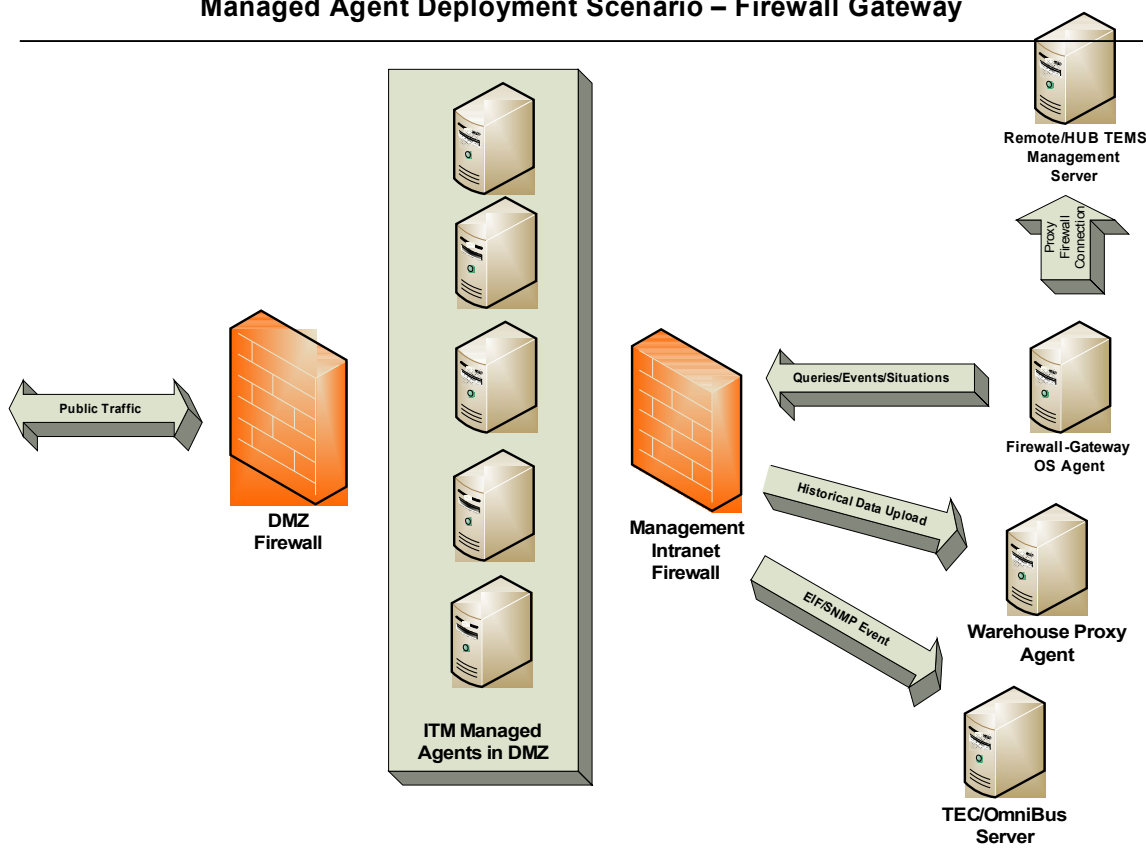 Managed Agent Deployment Scenario – Firewall Gateway
Remote/HUB TEMS
Management
Server
Proxy
Firewall
Connection
Queries/Events/Situations
Public Traffic
Firewall-Gateway
OS Agent
Historical Data Upload
DMZ
Firewall
Management
Intranet
Firewall
EIF/SNMP Event
Warehouse Proxy
Agent
ITM Managed
Agents in DMZ
TEC/OmniBus
Server